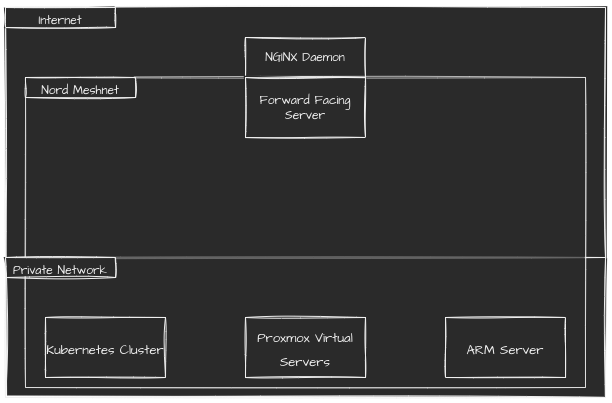 Internet
NGINX Daemon
Nord Meshnet
Forward Facing
Server
Private Network
Kubernetes Cluster
Proxmox Virtual
Servers
ARM Server